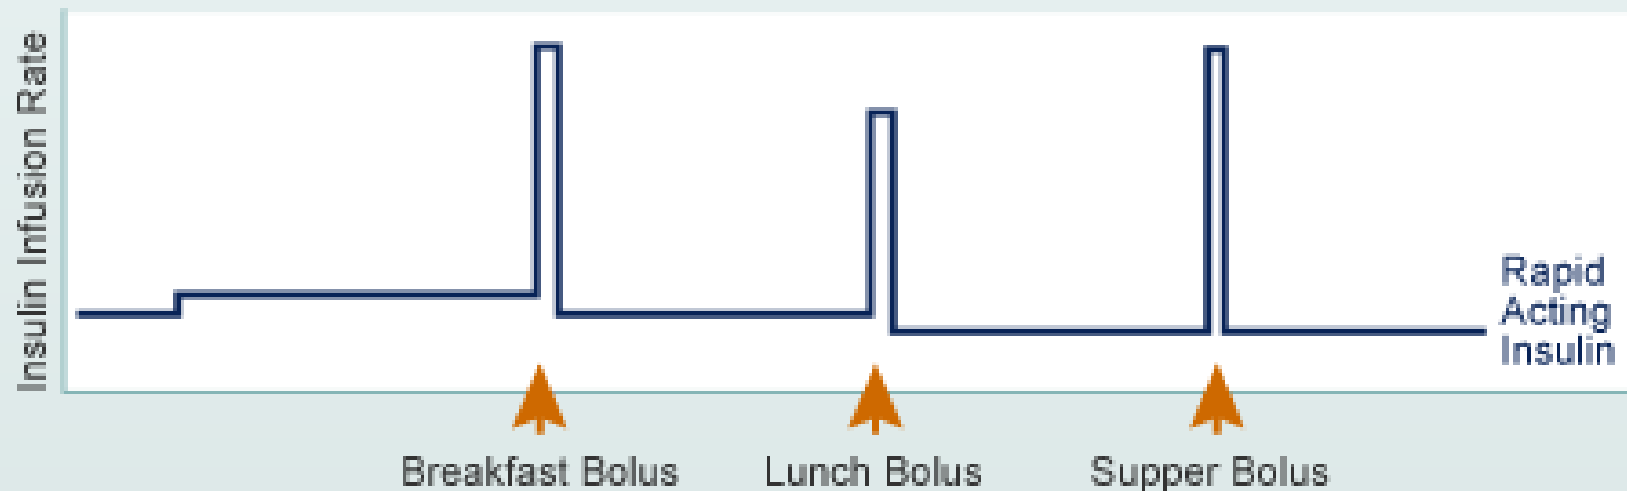 Insulin Infusion Rate
Rapid
Acting
Insulin
Breakfast Bolus
Lunch Bolus
Supper Bolus